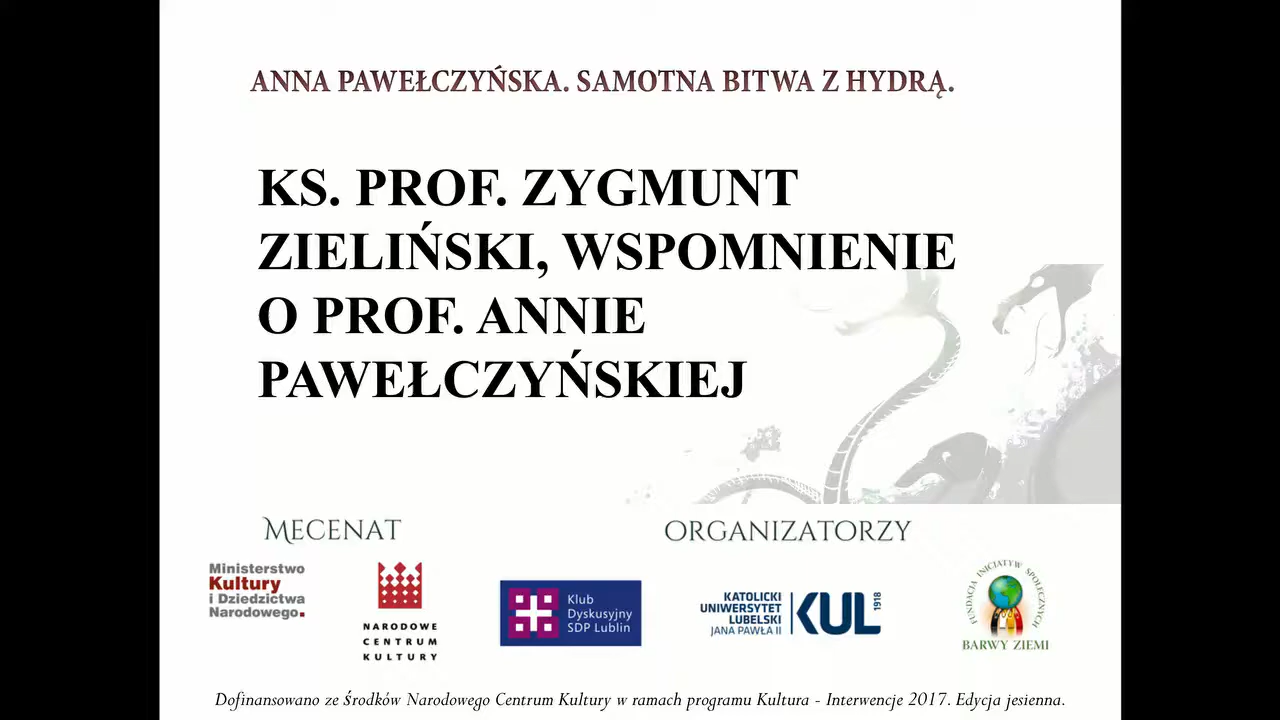 ANNA PAWEŁCZYŃSKA. SAMOTNA BITWA Z HYDRĄ.
KS. PROF. ZYGMUNT
ZIELIŃSKI, WSPOMNIENIE
O PROF. ANNIE
PAWEŁCZYŃSKIEJ
MECENAT
ORGANIZATORZY
Ministerstwo
Kultury
i Dziedzictwa
Narodowego.
NARODOWE
CENTRUM
KULTURY
Klub
Dyskusyjny
SDP Lublin
KATOLICKI
UNIWERSYTET
LUBELSKI
JANA PAWŁA II
KUL
1918
FUNDACJA INICJATYW SPOŁECZNYCH
BARWY ZIEMI
Dofinansowano ze środków Narodowego Centrum Kultury w ramach programu Kultura - Interwencje 2017. Edycja jesienna.